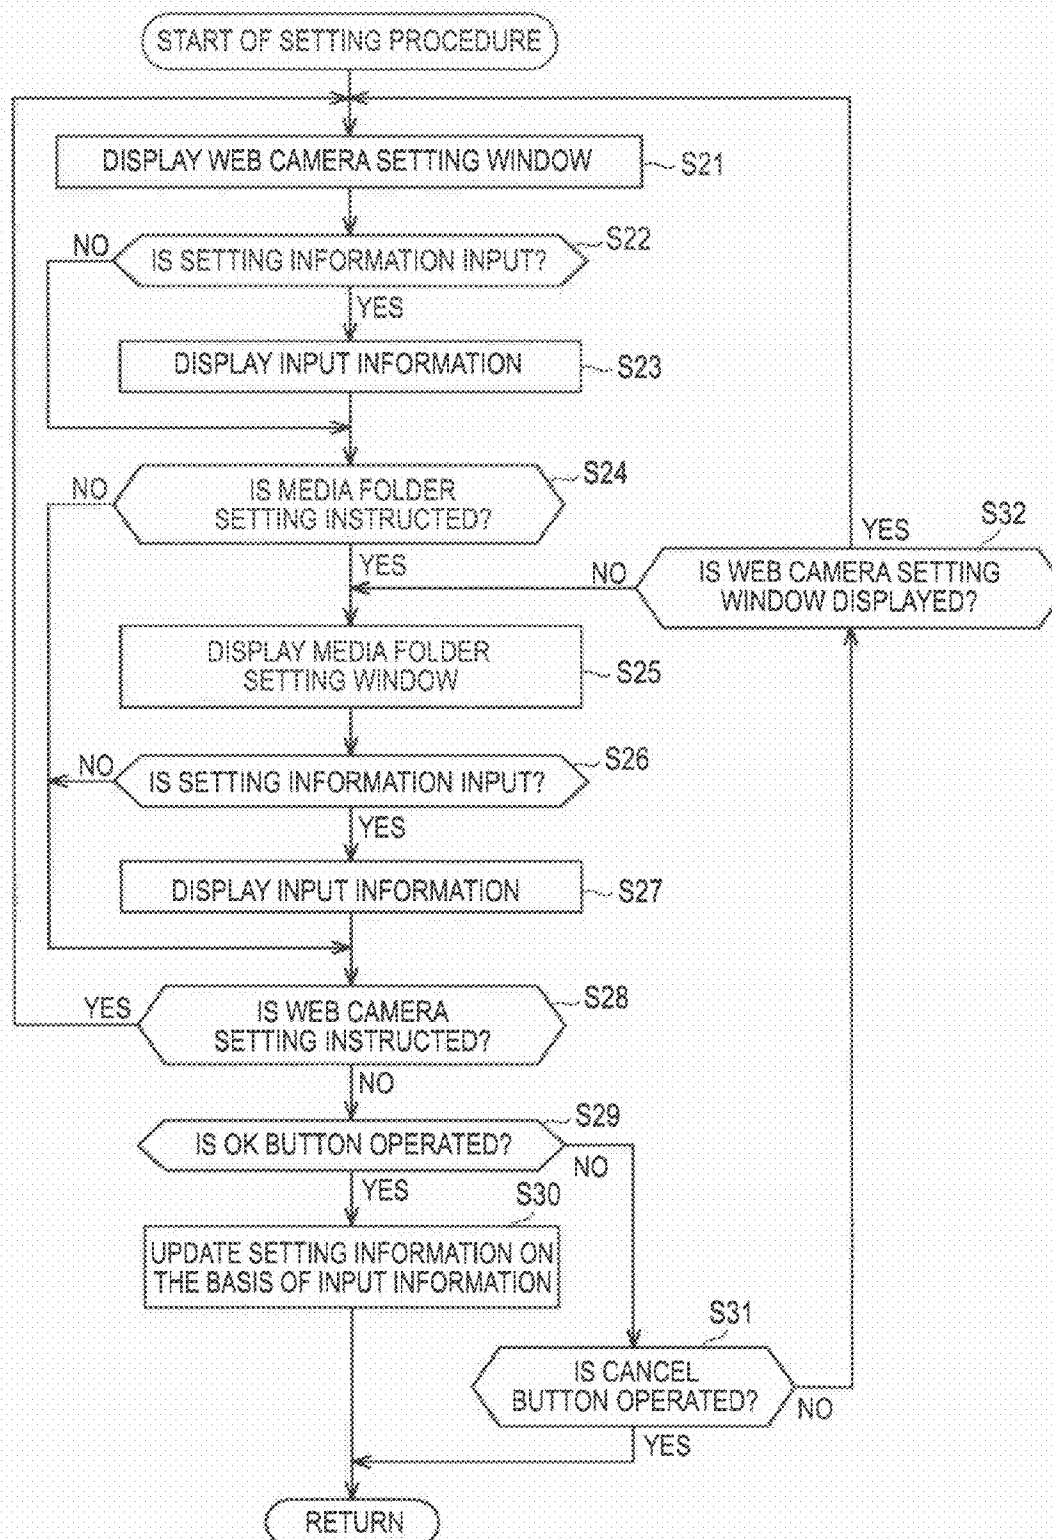 START OF SETTING PROCEDURE
DISPLAY WEB CAMERA SETTING WINDOW
S21
NO
IS SETTING INFORMATION INPUT?
S22
YES
DISPLAY INPUT INFORMATION
S23
NO
IS MEDIA FOLDER
SETTING INSTRUCTED?
S24
YES
NO
YES
S32
IS WEB CAMERA SETTING
WINDOW DISPLAYED?
DISPLAY MEDIA FOLDER
SETTING WINDOW
S25
NO
IS SETTING INFORMATION INPUT?
S26
YES
DISPLAY INPUT INFORMATION
S27
YES
IS WEB CAMERA
SETTING INSTRUCTED?
S28
NO
IS OK BUTTON OPERATED?
S29
NO
YES
S30
UPDATE SETTING INFORMATION ON
THE BASIS OF INPUT INFORMATION
S31
IS CANCEL
BUTTON OPERATED?
NO
YES
RETURN